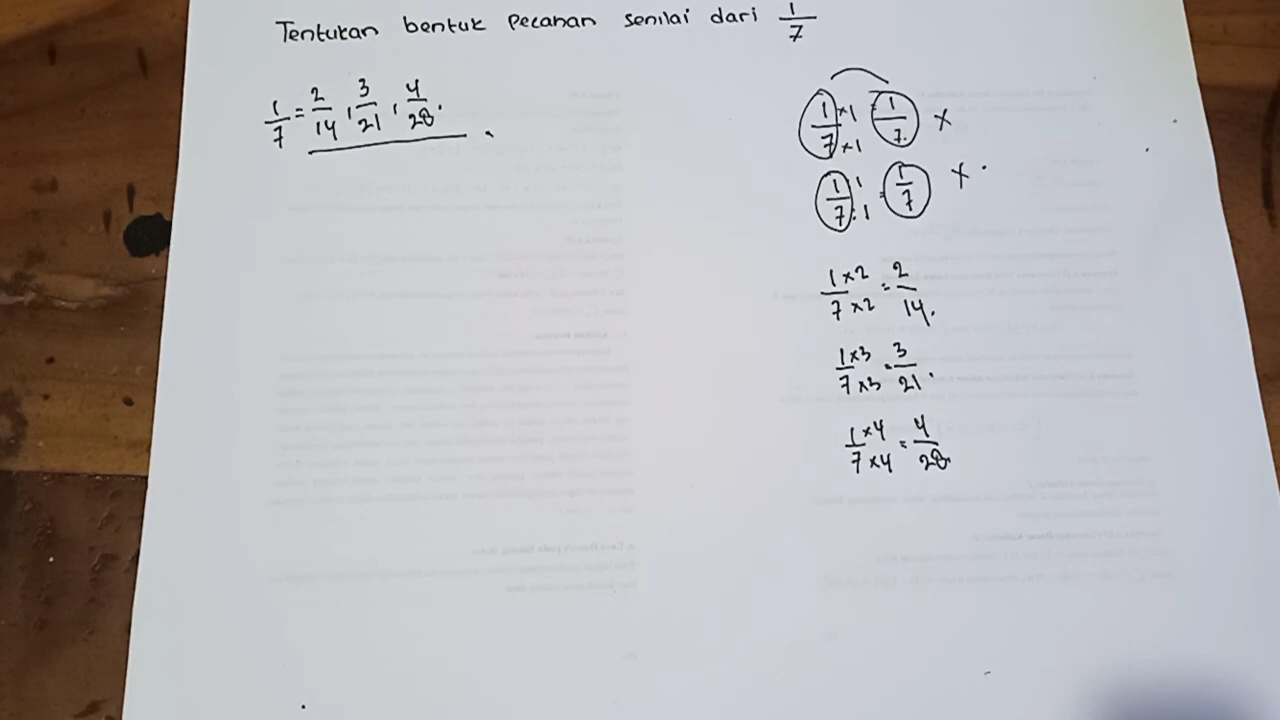 Tentukan bentuk pecahan senilai dari 1/7
1/7 = 2/14, 3/21, 4/28.
1/7 ×1 ×1 = 1/7 ×
1/7 : 1 = 1/7 ×
1×2/7×2 = 2/14.
1×3/7×3 = 3/21.
1×4/7×4 = 4/28.